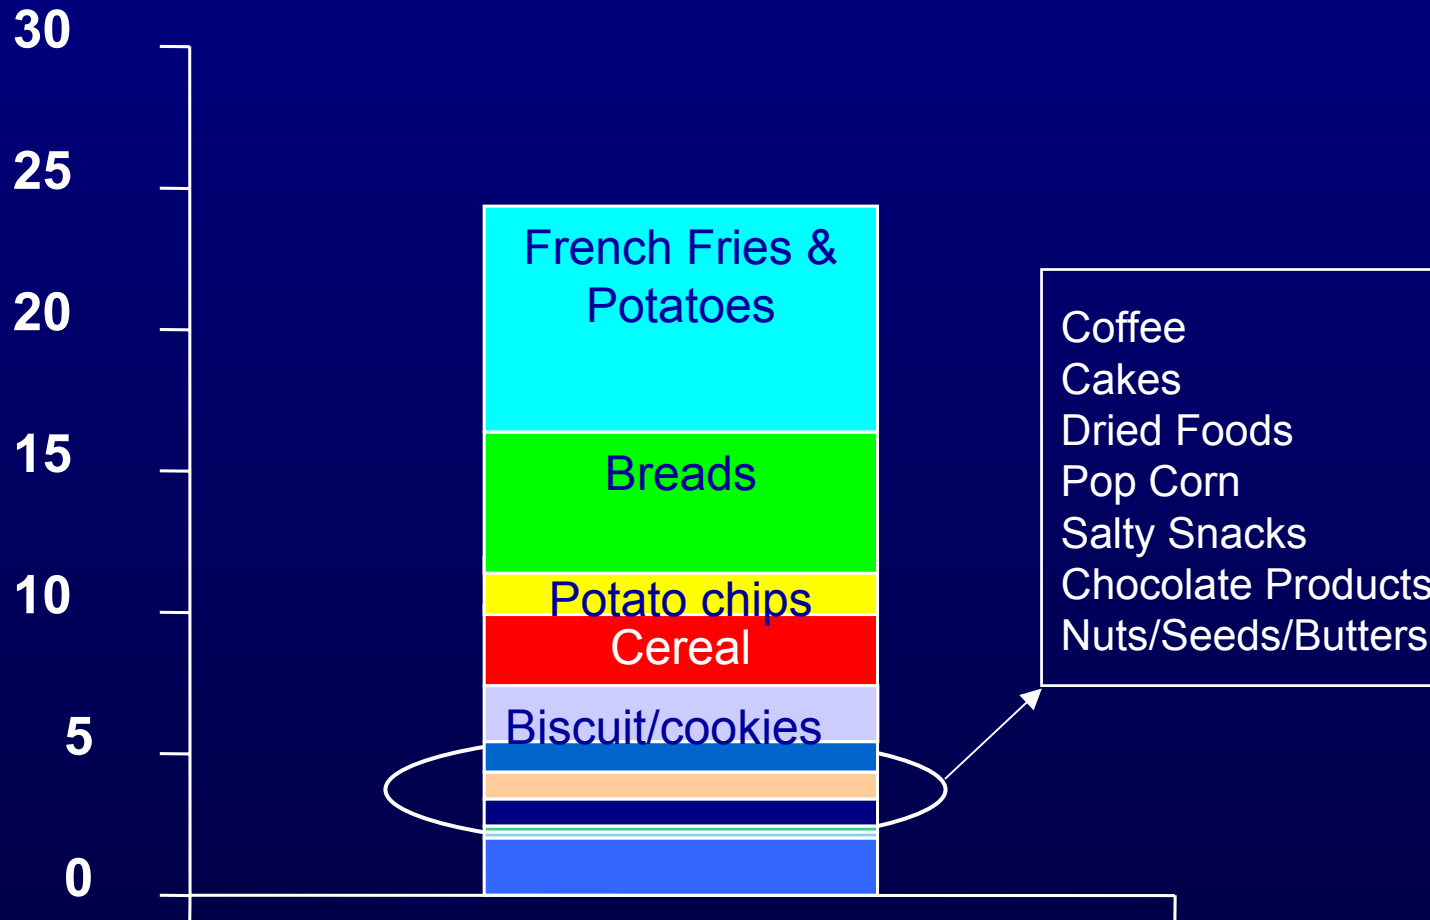 30
25
20
15
10
5
0
French Fries &
Potatoes
Breads
Potato chips
Cereal
Biscuit/cookies
Coffee
Cakes
Dried Foods
Pop Corn
Salty Snacks
Chocolate Products
Nuts/Seeds/Butters